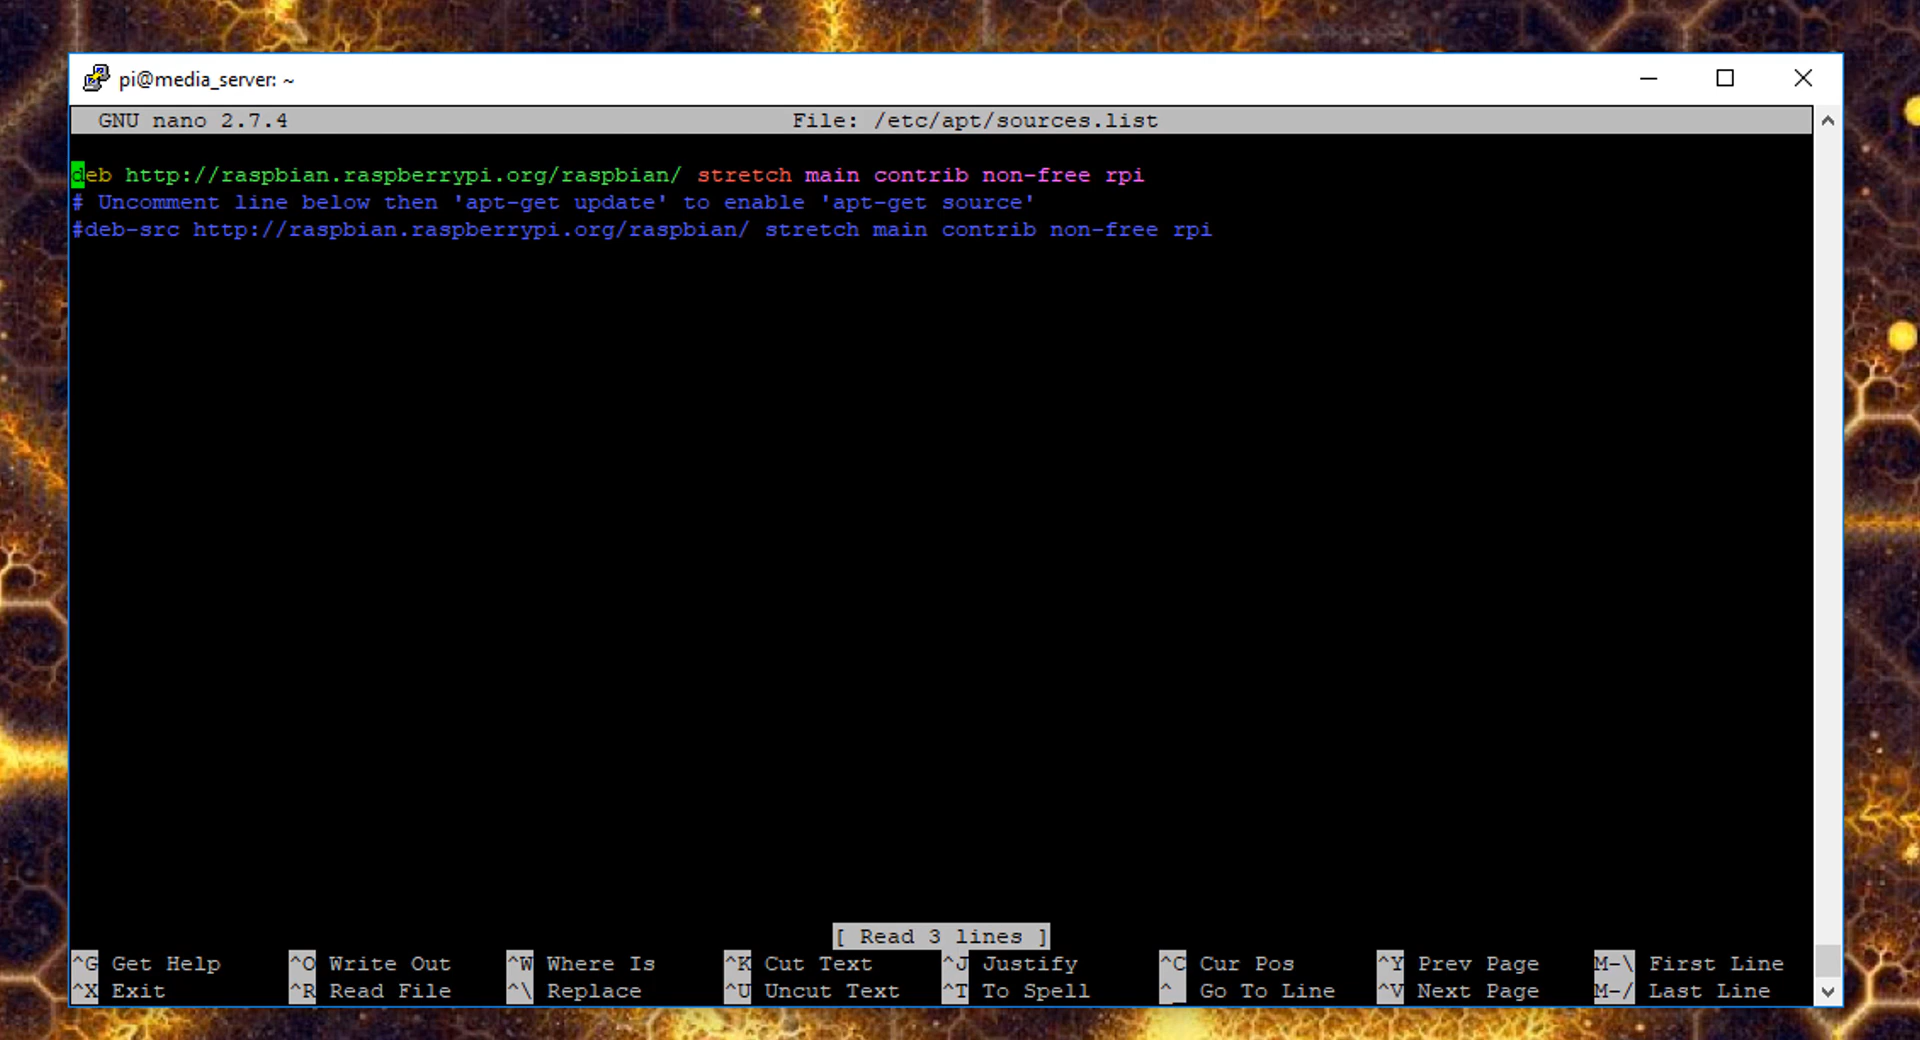 pi@media_server: ~
GNU nano 2.7.4 File: /etc/apt/sources.list
deb http://raspbian.raspberrypi.org/raspbian/ stretch main contrib non-free rpi
# Uncomment line below then 'apt-get update' to enable 'apt-get source'
#deb-src http://raspbian.raspberrypi.org/raspbian/ stretch main contrib non-free rpi
[ Read 3 lines ]
^G Get Help ^O Write Out ^W Where Is ^K Cut Text ^J Justify ^C Cur Pos ^Y Prev Page M-\ First Line
^X Exit ^R Read File ^\ Replace ^U Uncut Text ^T To Spell ^_ Go To Line ^V Next Page M-/ Last Line